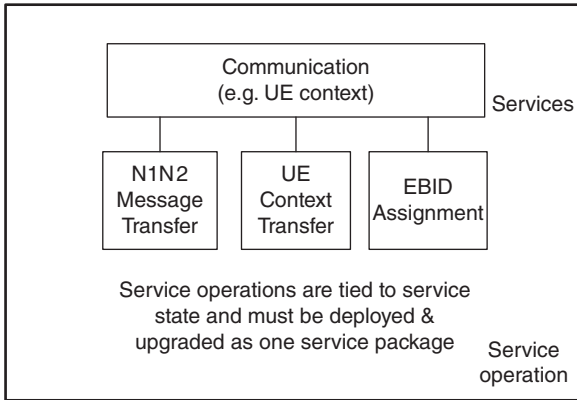 Communication
(e.g. UE context)
Services
N1N2
Message
Transfer
UE
Context
Transfer
EBID
Assignment
Service operations are tied to service
state and must be deployed &
upgraded as one service package
Service
operation